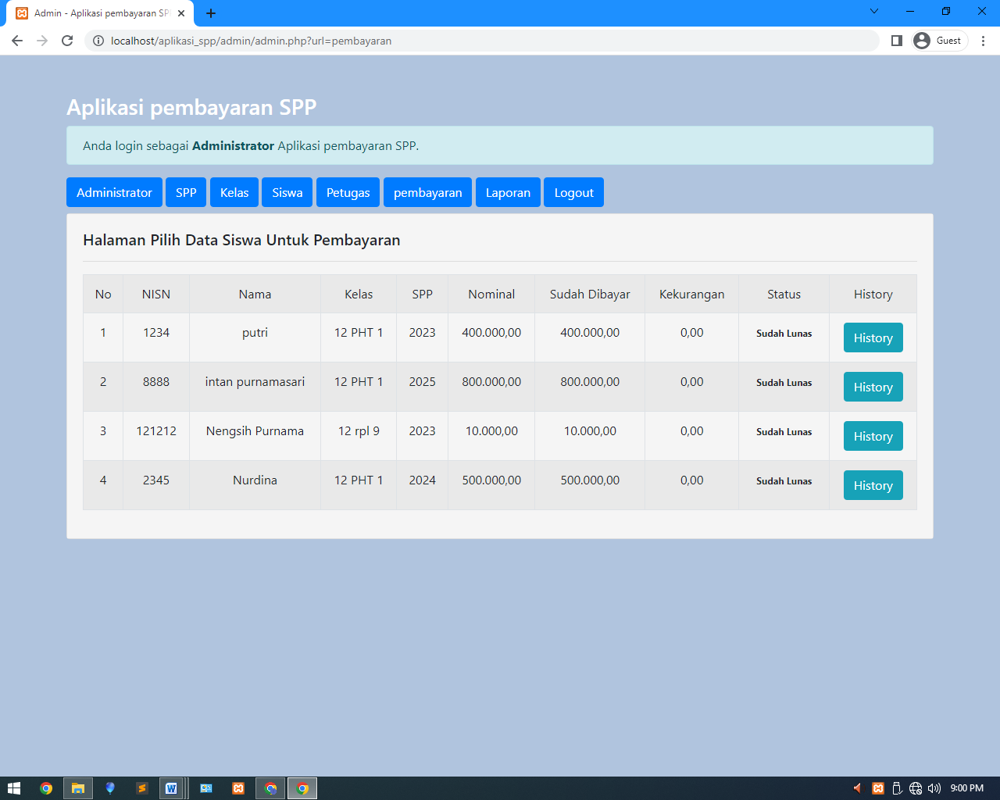 Admin - Aplikasi pembayaran SP
localhost/aplikasi_spp/admin/admin.php?url=pembayaran
Guest
Aplikasi pembayaran SPP
Anda login sebagai Administrator Aplikasi pembayaran SPP.
Administrator SPP Kelas Siswa Petugas pembayaran Laporan Logout
Halaman Pilih Data Siswa Untuk Pembayaran
No NISN Nama Kelas SPP Nominal Sudah Dibayar Kekurangan Status History
1 1234 putri 12 PHT 1 2023 400.000,00 400.000,00 0,00 Sudah Lunas History
2 8888 intan purnamasari 12 PHT 1 2025 800.000,00 800.000,00 0,00 Sudah Lunas History
3 121212 Nengsih Purnama 12 rpl 9 2023 10.000,00 10.000,00 0,00 Sudah Lunas History
4 2345 Nurdina 12 PHT 1 2024 500.000,00 500.000,00 0,00 Sudah Lunas History
9:00 PM